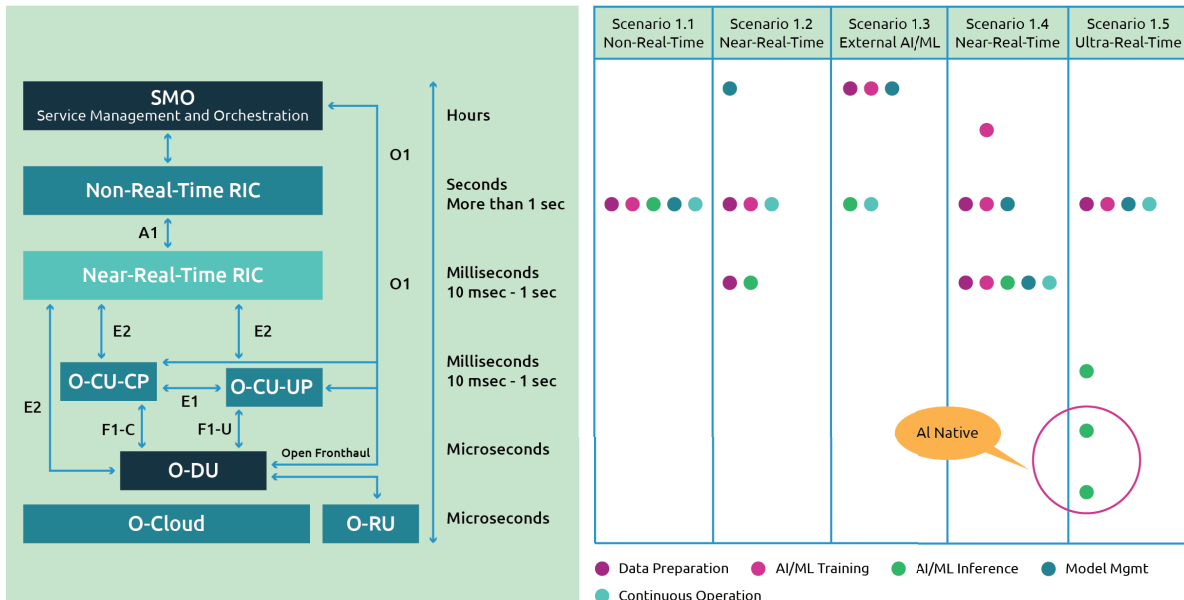 SMO
Service Management and Orchestration
Non-Real-Time RIC
A1
Near-Real-Time RIC
E2
E2
O-CU-CP
O-CU-UP
E1
E2
F1-C
F1-U
Open Fronthaul
O-DU
O-Cloud
O-RU
O1
O1
Hours
Seconds
More than 1 sec
Milliseconds
10 msec - 1 sec
Milliseconds
10 msec - 1 sec
Microseconds
Microseconds
Scenario 1.1
Non-Real-Time
Scenario 1.2
Near-Real-Time
Scenario 1.3
External AI/ML
Scenario 1.4
Near-Real-Time
Scenario 1.5
Ultra-Real-Time
AI Native
Data Preparation
AI/ML Training
AI/ML Inference
Model Mgmt
Continuous Operation